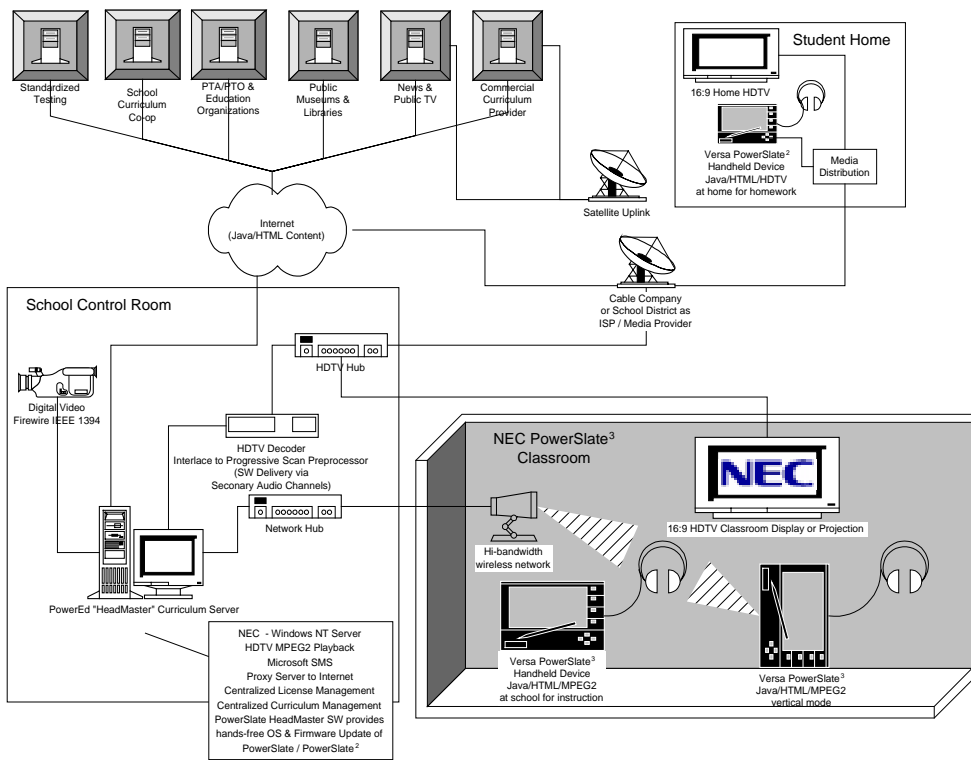 Standardized
Testing
School
Curriculum
Co-op
PTA/PTO &
Education
Organizations
Public
Museums &
Libraries
News &
Public TV
Commercial
Curriculum
Provider
Student Home
16:9 Home HDTV
Versa PowerSlate²
Handheld Device
Java/HTML/HDTV
at home for homework
Media
Distribution
Satellite Uplink
Internet
(Java/HTML Content)
Cable Company
or School District as
ISP / Media Provider
School Control Room
HDTV Hub
Digital Video
Firewire IEEE 1394
HDTV Decoder
Interlace to Progressive Scan Preprocessor
(SW Delivery via
Seconary Audio Channels)
Network Hub
PowerEd "HeadMaster" Curriculum Server
NEC - Windows NT Server
HDTV MPEG2 Playback
Microsoft SMS
Proxy Server to Internet
Centralized License Management
Centralized Curriculum Management
PowerSlate HeadMaster SW provides
hands-free OS & Firmware Update of
PowerSlate / PowerSlate²
NEC PowerSlate³
Classroom
NEC
16:9 HDTV Classroom Display or Projection
Hi-bandwidth
wireless network
Versa PowerSlate³
Handheld Device
Java/HTML/MPEG2
at school for instruction
Versa PowerSlate³
Java/HTML/MPEG2
vertical mode